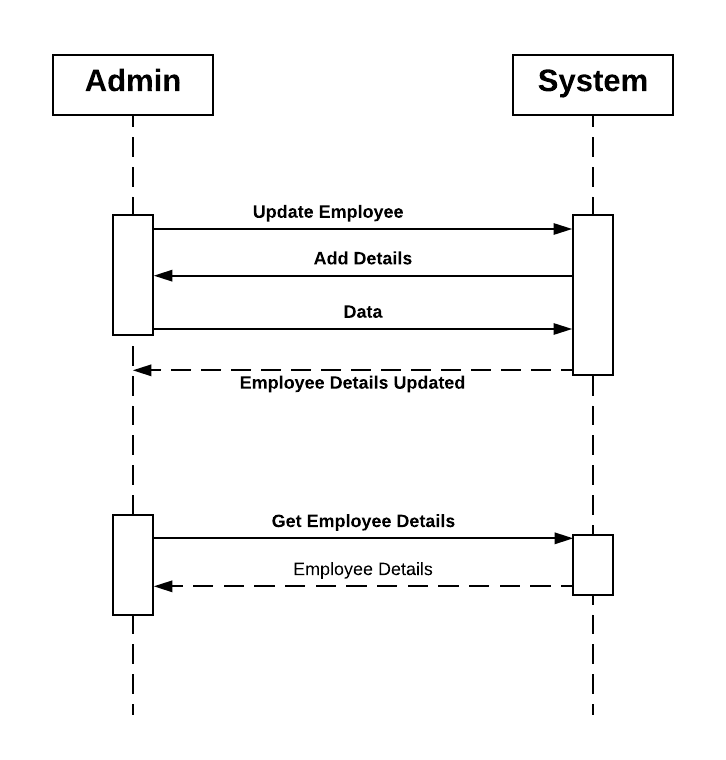 Admin
System
Update Employee
Add Details
Data
Employee Details Updated
Get Employee Details
Employee Details